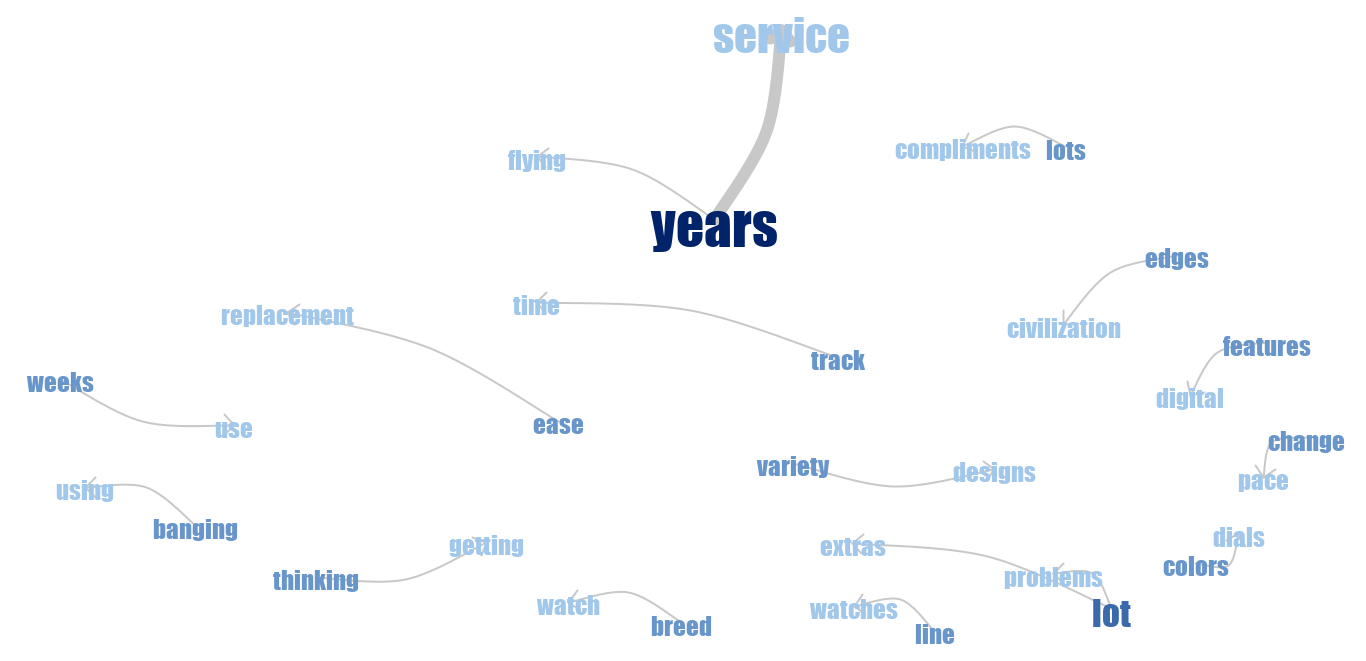 service
compliments lots
flying
years
edges
replacement
time
civilization
features
track
weeks
digital
use
ease
change
variety
designs
pace
using
banging
getting
extras
dials
colors
thinking
problems
watch
watches
lot
breed
line